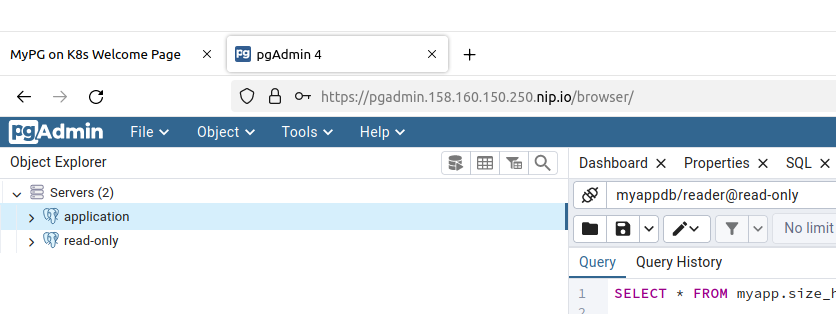 MyPG on K8s Welcome Page
pgAdmin 4
https://pgadmin.158.160.150.250.nip.io/browser/
pgAdmin File Object Tools Help
Object Explorer
Dashboard Properties SQL
Servers (2)
application
read-only
myappdb/reader@read-only
No limit
Query Query History
1 SELECT * FROM myapp.size_
2